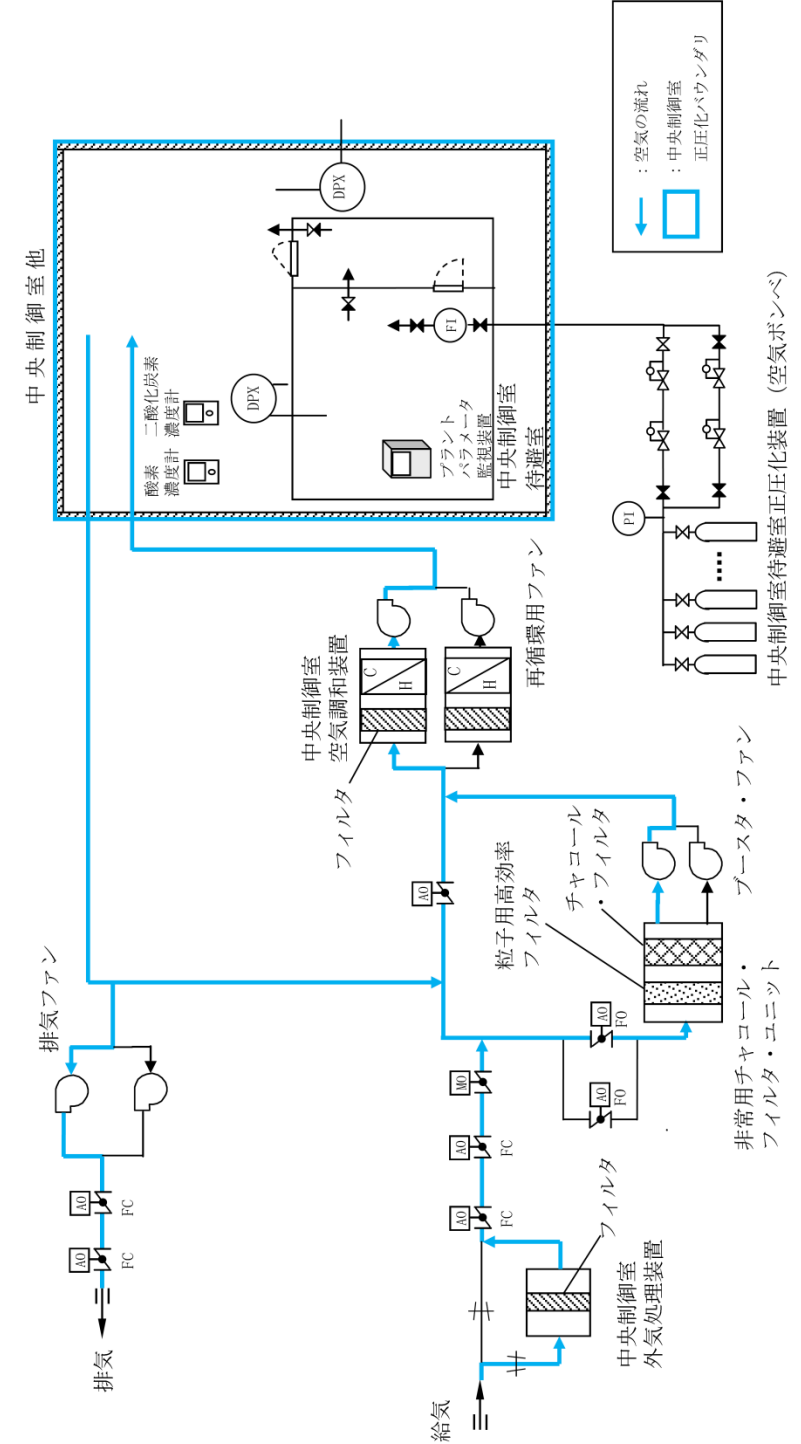 中央制御室他
酸素
濃度計
二酸化炭素
濃度計
DPX
DPX
FI
プラント
パラメータ
監視装置
中央制御室
待避室
：空気の流れ
：中央制御室
正圧化バウンダリ
中央制御室待避室正圧化装置（空気ボンベ）
PI
中央制御室
空気調和装置
フィルタ
C
H
C
H
再循環用ファン
AO
排気ファン
AO
FC
AO
FC
排気
粒子用高効率
フィルタ
チャコール
・フィルタ
ブースタ・ファン
非常用チャコール・
フィルタ・ユニット
AO
FO
AO
FO
MO
AO
FC
AO
FC
フィルタ
中央制御室
外気処理装置
給気